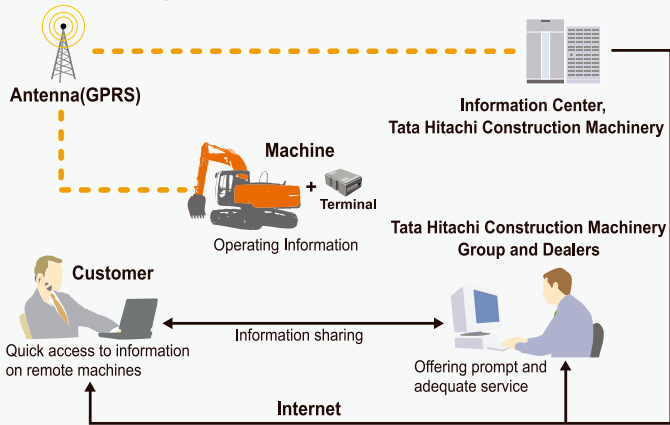 Antenna(GPRS)
Information Center,
Tata Hitachi Construction Machinery
Machine
+
Terminal
Operating Information
Tata Hitachi Construction Machinery
Group and Dealers
Customer
Information sharing
Quick access to information
on remote machines
Offering prompt and
adequate service
Internet